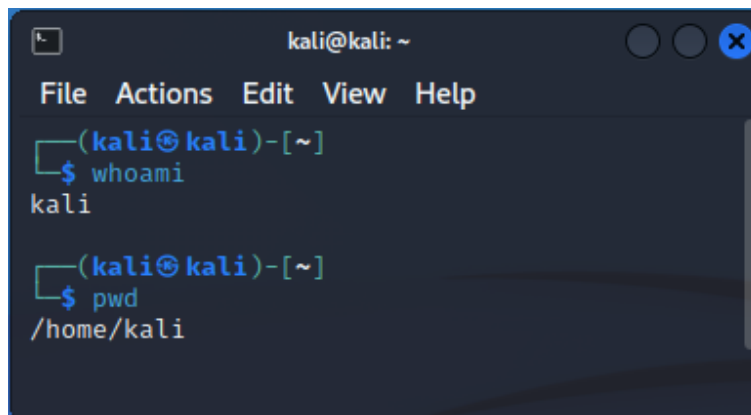 kali@kali: ~
File Actions Edit View Help
┌──(kali㉿kali)-[~]
└─$ whoami
kali
┌──(kali㉿kali)-[~]
└─$ pwd
/home/kali